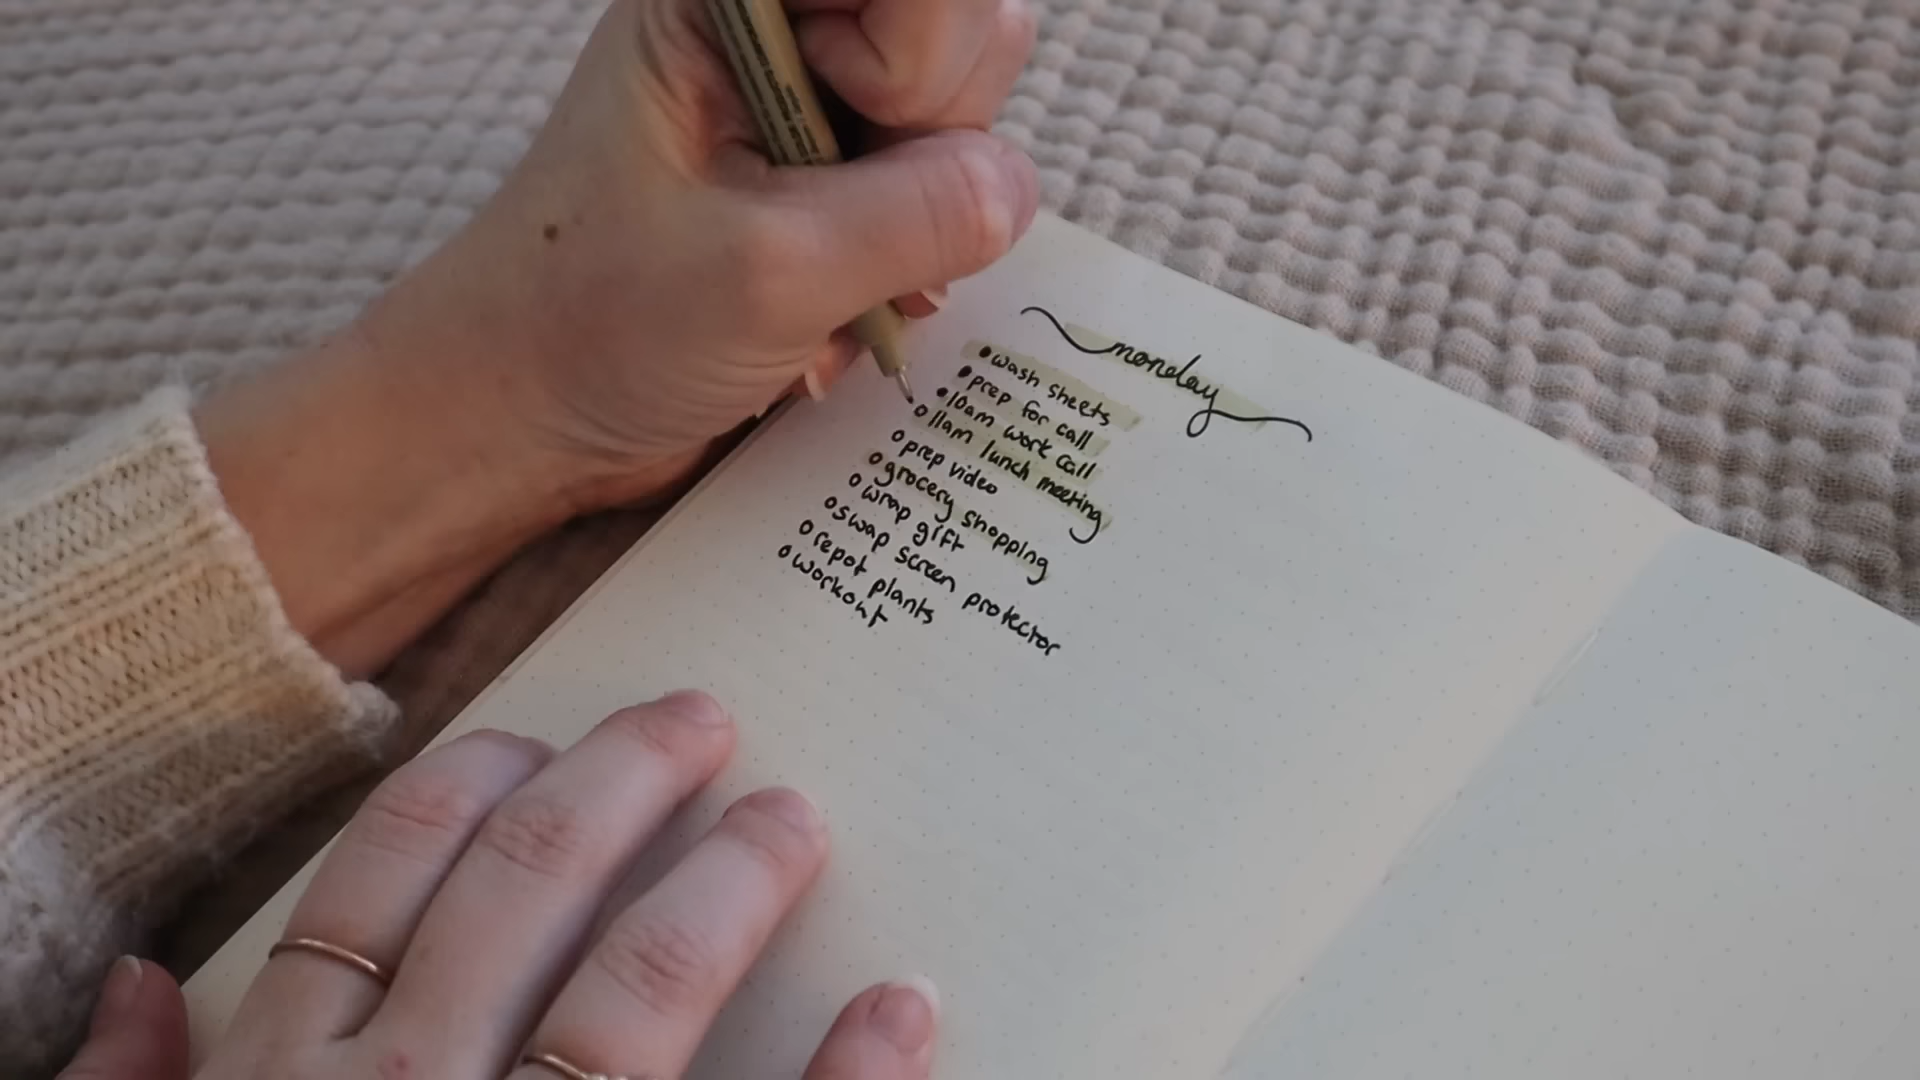 monday
• wash sheets
• prep for call
• 10am work call
o 11am lunch meeting
o prep video
o grocery shopping
o wrap gift
o swap screen protector
o repot plants
o workout